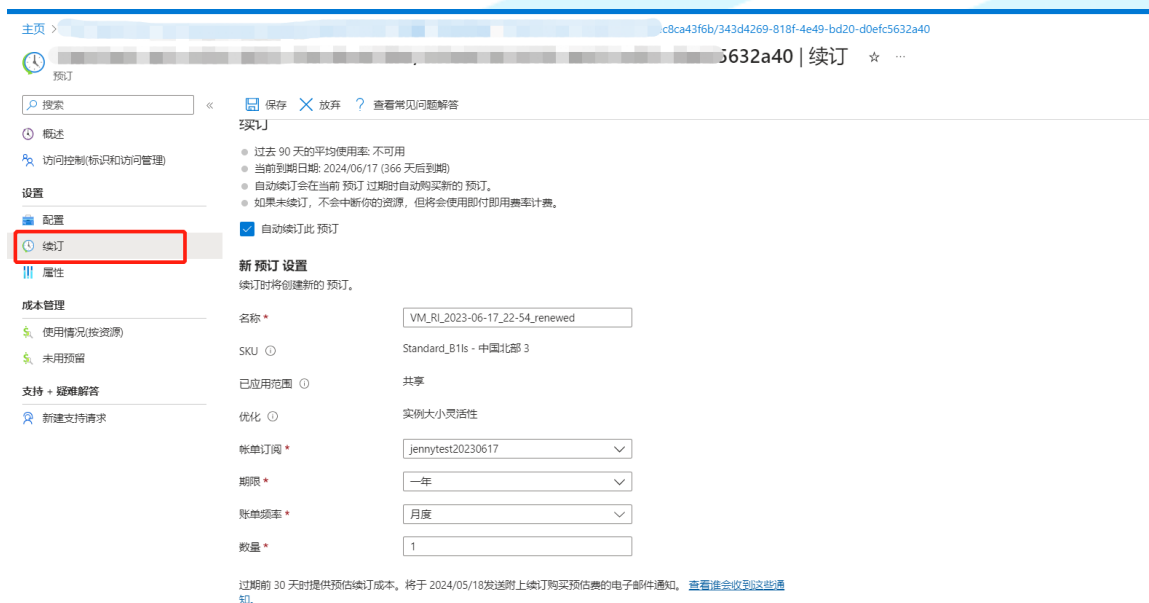 主页 >
c8ca43f6b/343d4269-818f-4e49-bd20-d0efc5632a40
5632a40 | 续订
预订
搜索
保存 放弃 查看常见问题解答
概述
访问控制(标识和访问管理)
设置
配置
续订
属性
成本管理
使用情况(按资源)
未用预留
支持 + 疑难解答
新建支持请求
续订
过去 90 天的平均使用率: 不可用
当前到期日期: 2024/06/17 (366 天后到期)
自动续订会在当前 预订 过期时自动购买新的 预订。
如果未续订，不会中断你的资源，但将会使用即付即用费率计费。
自动续订此 预订
新 预订 设置
续订时将创建新的 预订。
名称 * VM_RI_2023-06-17_22-54_renewed
SKU Standard_B1ls - 中国北部 3
已应用范围 共享
优化 实例大小灵活性
帐单订阅 * jennytest20230617
期限 * 一年
账单频率 * 月度
数量 * 1
过期前 30 天时提供预估续订成本。将于 2024/05/18发送附上续订购买预估费的电子邮件通知。 查看谁会收到这些通
知。